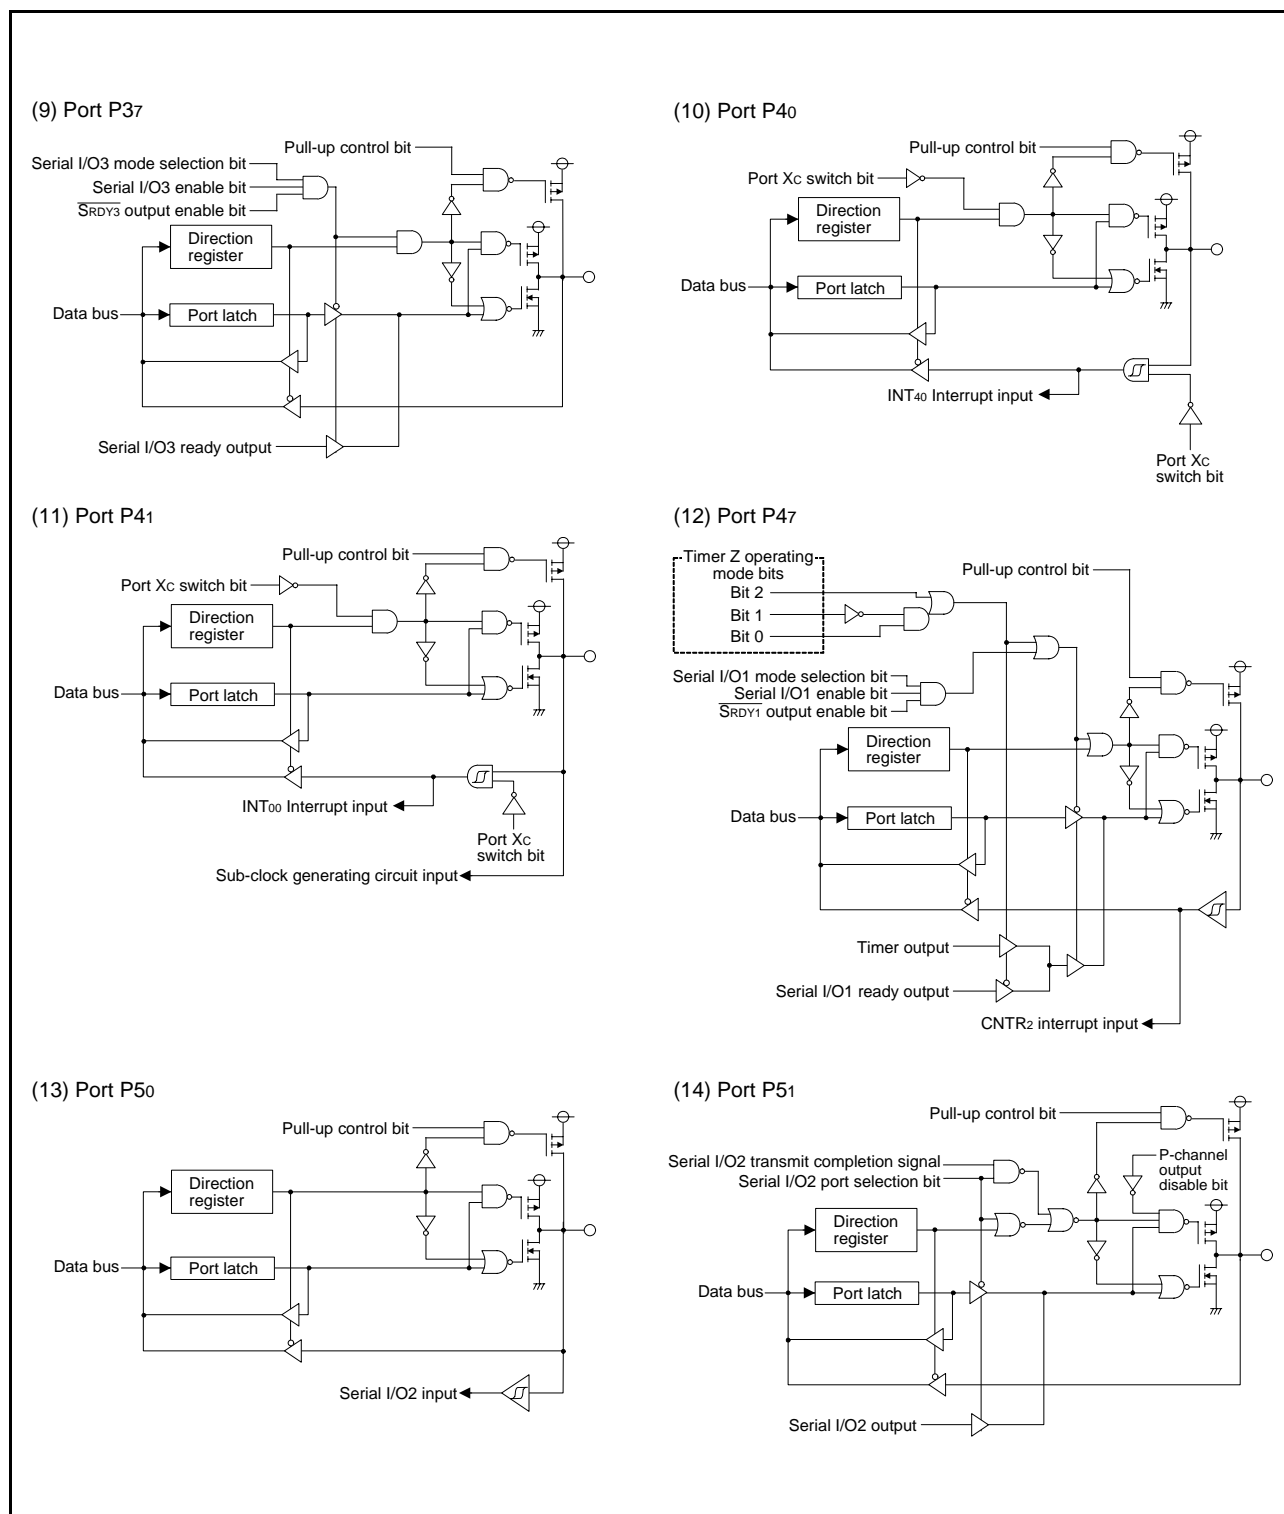 (9) Port P37
Pull-up control bit
Serial I/O3 mode selection bit
Serial I/O3 enable bit
SRDY3 output enable bit
Direction
register
Data bus
Port latch
Serial I/O3 ready output
(10) Port P40
Pull-up control bit
Port XC switch bit
Direction
register
Data bus
Port latch
INT40 Interrupt input
Port XC
switch bit
(11) Port P41
Pull-up control bit
Port XC switch bit
Direction
register
Data bus
Port latch
INT00 Interrupt input
Port XC
switch bit
Sub-clock generating circuit input
(12) Port P47
Timer Z operating
mode bits
Bit 2
Bit 1
Bit 0
Pull-up control bit
Serial I/O1 mode selection bit
Serial I/O1 enable bit
SRDY1 output enable bit
Direction
register
Data bus
Port latch
Timer output
Serial I/O1 ready output
CNTR2 interrupt input
(13) Port P50
Pull-up control bit
Direction
register
Data bus
Port latch
Serial I/O2 input
(14) Port P51
Pull-up control bit
Serial I/O2 transmit completion signal
Serial I/O2 port selection bit
P-channel
output
disable bit
Direction
register
Data bus
Port latch
Serial I/O2 output